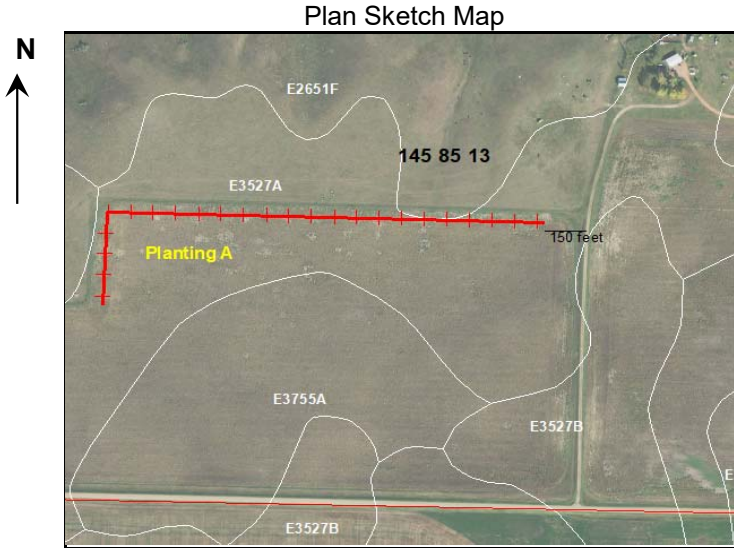 Plan Sketch Map
N
E2651F
145 85 13
E3527A
150 feet
Planting A
E3755A
E3527B
E
E3527B